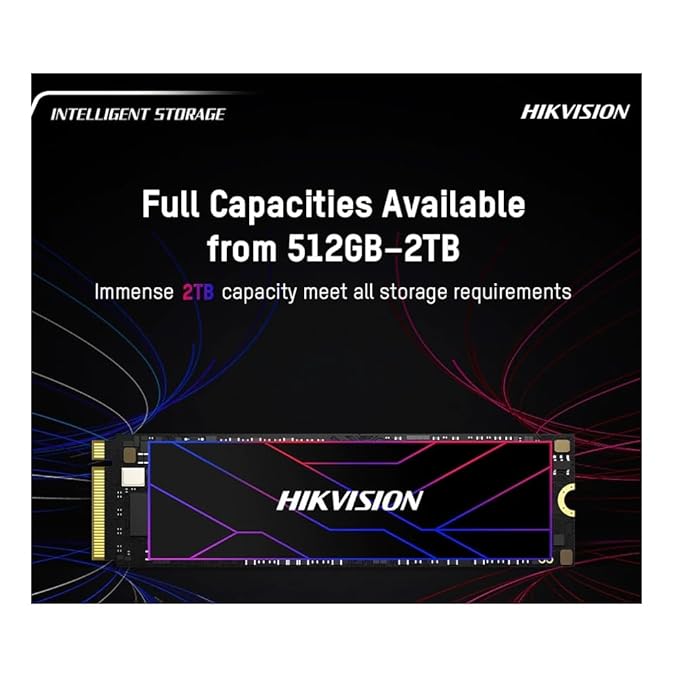 INTELLIGENT STORAGE
HIKVISION
Full Capacities Available
from 512GB-2TB
Immense 2TB capacity meet all storage requirements
HIKVISION